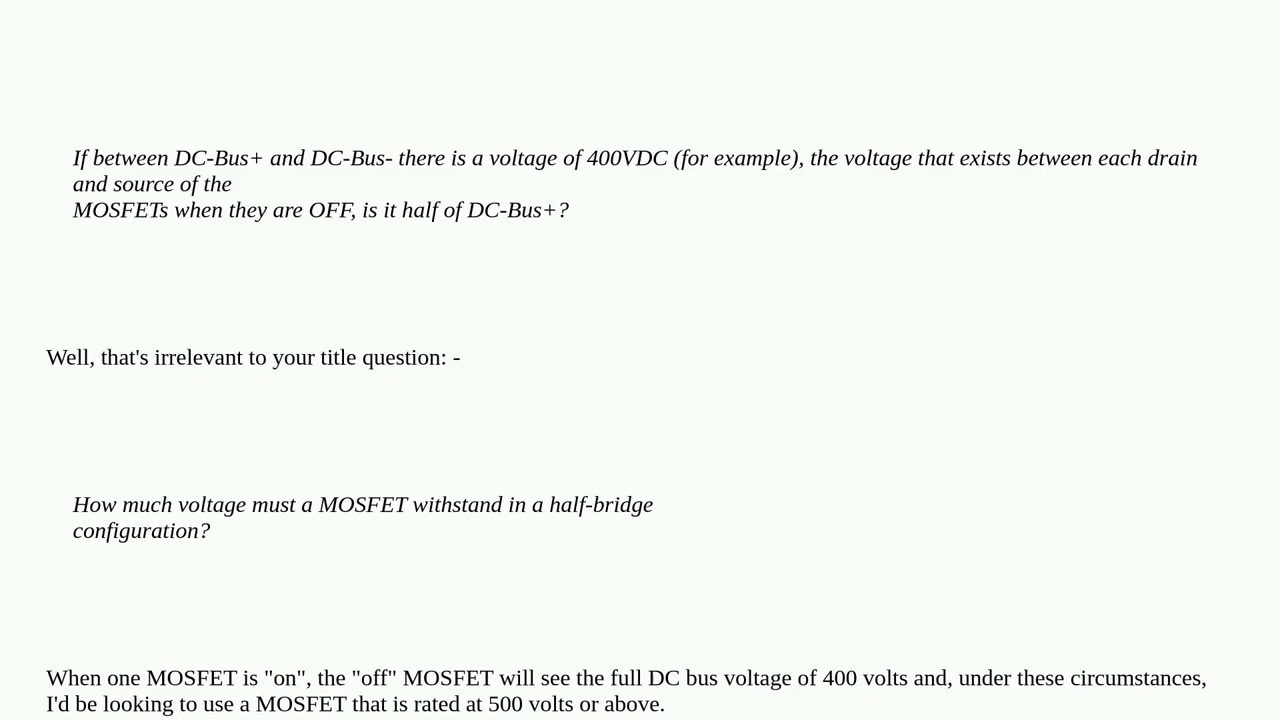 If between DC-Bus+ and DC-Bus- there is a voltage of 400VDC (for example), the voltage that exists between each drain
and source of the
MOSFETs when they are OFF, is it half of DC-Bus+?
Well, that's irrelevant to your title question: -
How much voltage must a MOSFET withstand in a half-bridge
configuration?
When one MOSFET is "on", the "off" MOSFET will see the full DC bus voltage of 400 volts and, under these circumstances,
I'd be looking to use a MOSFET that is rated at 500 volts or above.